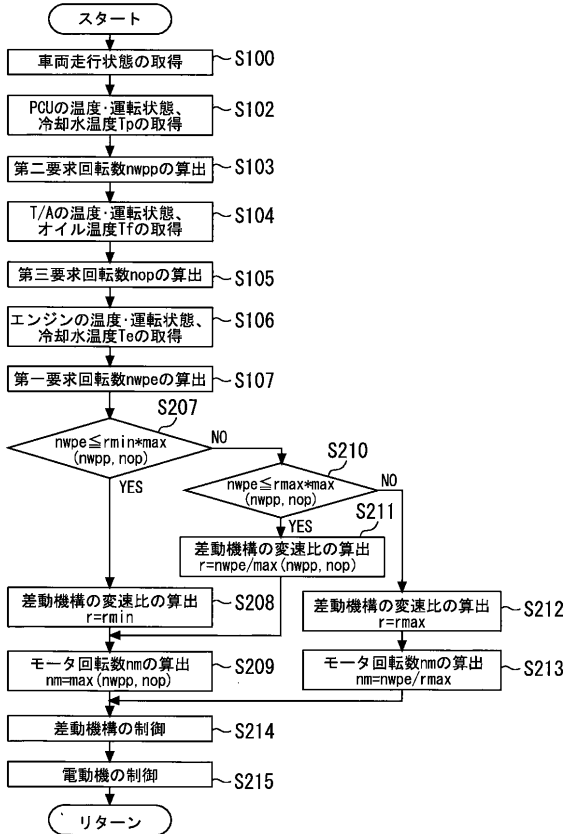 スタート
車両走行状態の取得
S100
PCUの温度・運転状態、
冷却水温度Tpの取得
S102
第二要求回転数nwppの算出
S103
T/Aの温度・運転状態、
オイル温度Tfの取得
S104
第三要求回転数nopの算出
S105
エンジンの温度・運転状態、
冷却水温度Teの取得
S106
第一要求回転数nwpeの算出
S107
S207
nwpe≦rmin*max
(nwpp, nop)
NO
YES
S210
nwpe≦rmax*max
(nwpp, nop)
NO
YES
S211
差動機構の変速比の算出
r=nwpe/max(nwpp, nop)
差動機構の変速比の算出
r=rmin
S208
差動機構の変速比の算出
r=rmax
S212
モータ回転数nmの算出
nm=max(nwpp, nop)
S209
モータ回転数nmの算出
nm=nwpe/rmax
S213
差動機構の制御
S214
電動機の制御
S215
リターン